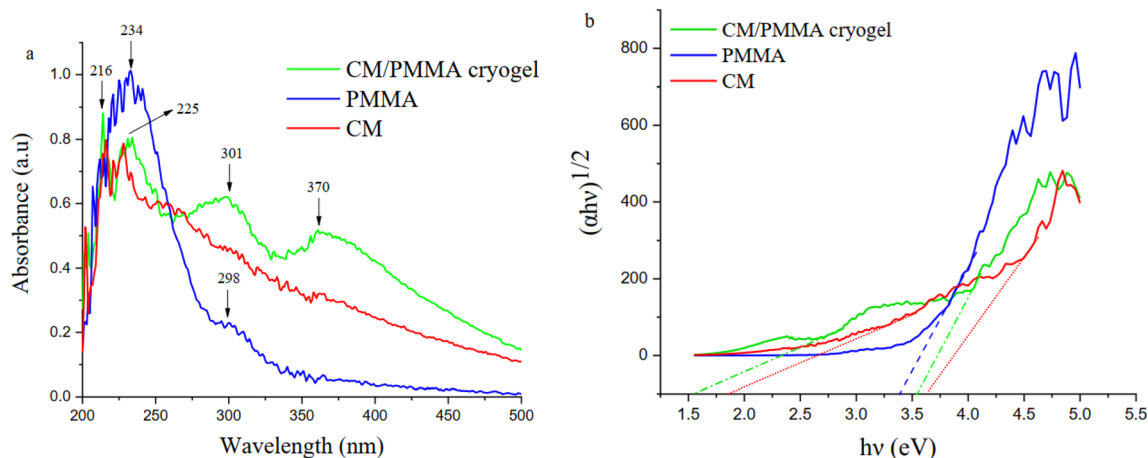 a
234
216
225
CM/PMMA cryogel
PMMA
CM
301
370
298
1.0
0.8
0.6
0.4
0.2
0.0
200 250 300 350 400 450 500
Absorbance (a.u)
Wavelength (nm)
b
CM/PMMA cryogel
PMMA
CM
800
600
400
200
0
1.5 2.0 2.5 3.0 3.5 4.0 4.5 5.0 5.5
(αhν)1/2
hν (eV)